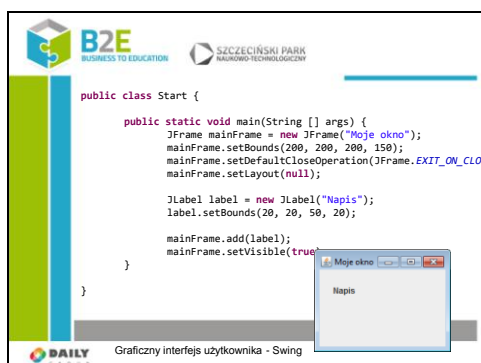 B2E
BUSINESS TO EDUCATION
SZCZECIŃSKI PARK
NAUKOWO-TECHNOLOGICZNY
public class Start {
public static void main(String [] args) {
JFrame mainFrame = new JFrame("Moje okno");
mainFrame.setBounds(200, 200, 200, 150);
mainFrame.setDefaultCloseOperation(JFrame.EXIT_ON_CLO
mainFrame.setLayout(null);
JLabel label = new JLabel("Napis");
label.setBounds(20, 20, 50, 20);
mainFrame.add(label);
mainFrame.setVisible(true
}
}
Moje okno
Napis
DAILY
Graficzny interfejs użytkownika - Swing